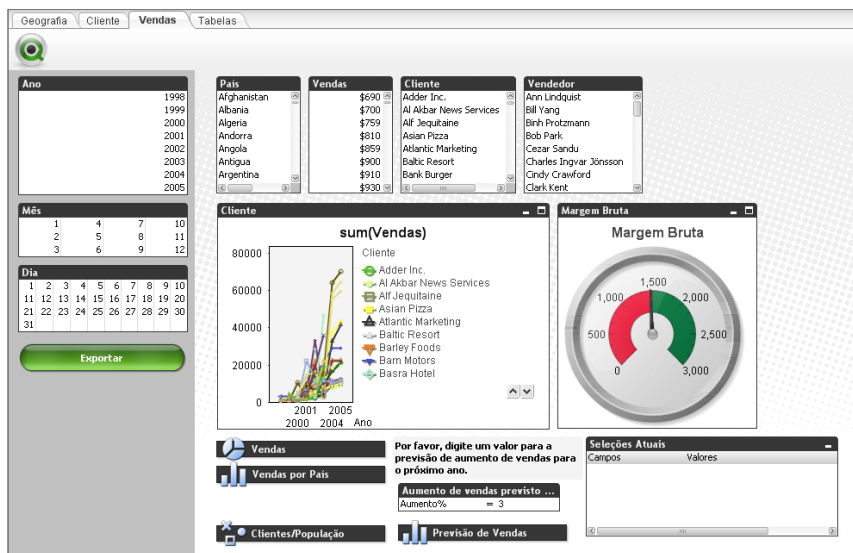 Geografia Cliente Vendas Tabelas
Ano
1998
1999
2000
2001
2002
2003
2004
2005
Mês
1 4 7 10
2 5 8 11
3 6 9 12
Dia
1 2 3 4 5 6 7 8 9 10
11 12 13 14 15 16 17 18 19 20
21 22 23 24 25 26 27 28 29 30
31
Exportar
País
Afghanistan
Albania
Algeria
Andorra
Angola
Antigua
Argentina
Vendas
$690
$700
$759
$810
$859
$900
$910
$930
Cliente
Adder Inc.
Al Akbar News Services
Alf Jequitaine
Asian Pizza
Atlantic Marketing
Baltic Resort
Bank Burger
Vendedor
Ann Lindquist
Bill Yang
Binh Protzmann
Bob Park
Cezar Sandu
Charles Ingvar Jönsson
Cindy Crawford
Clark Kent
Cliente
sum(Vendas)
80000
60000
40000
20000
0
2001 2005
2000 2004 Ano
Cliente
Adder Inc.
Al Akbar News Services
Alf Jequitaine
Asian Pizza
Atlantic Marketing
Baltic Resort
Barley Foods
Barn Motors
Basra Hotel
Margem Bruta
Margem Bruta
1,500
1,000 2,000
500 2,500
0 3,000
Vendas
Vendas por País
Clientes/População
Por favor, digite um valor para a
previsão de aumento de vendas para
o próximo ano.
Aumento de vendas previsto ...
Aumento% = 3
Previsão de Vendas
Seleções Atuais
Campos Valores